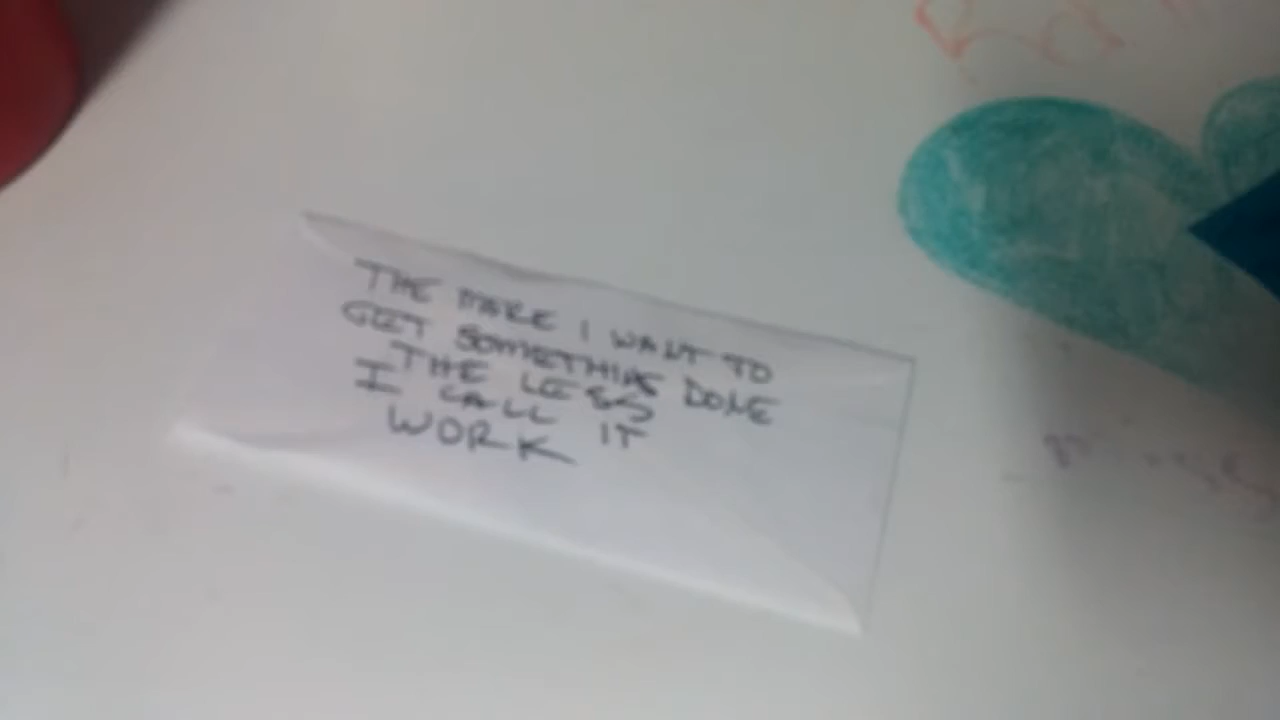 THE MORE I WANT TO
GET SOMETHING DONE
THE LESS
I CALL IT
WORK